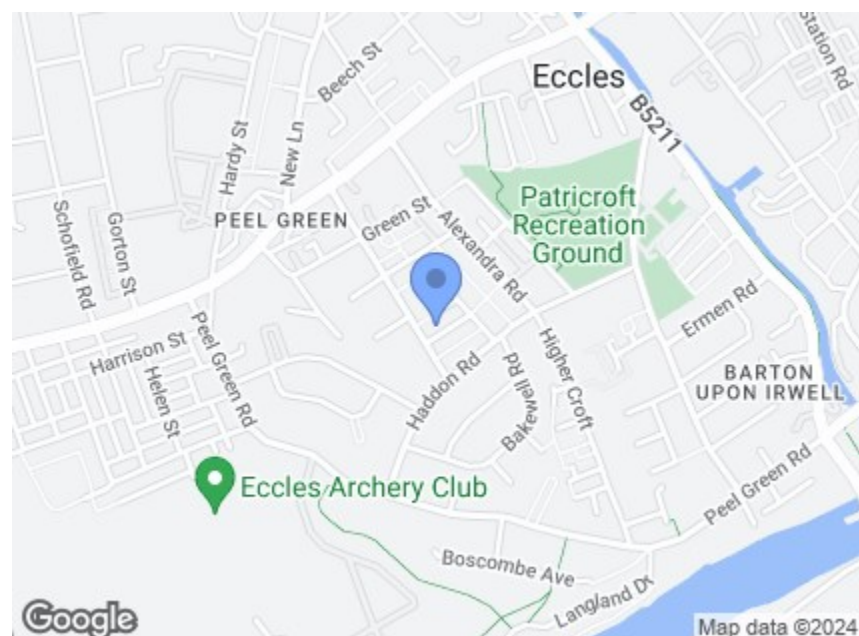 Eccles
Station Rd
B5211
Beech St
Hardy St
New Ln
PEEL GREEN
Green St
Alexandra Rd
Patricroft
Recreation
Ground
Schofield Rd
Gorton St
Ermen Rd
Harrison St
Peel Green Rd
Helen St
Haddon Rd
Bakewell Rd
Higher Croft
BARTON
UPON IRWELL
Eccles Archery Club
Peel Green Rd
Boscombe Ave
Langland Dr
Google
Map data ©2024